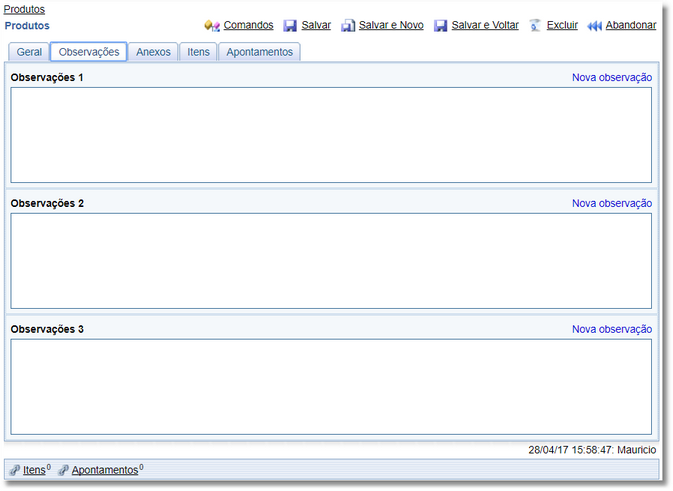 Produtos
Produtos Comandos Salvar Salvar e Novo Salvar e Voltar Excluir Abandonar
Geral Observações Anexos Itens Apontamentos
Observações 1 Nova observação
Observações 2 Nova observação
Observações 3 Nova observação
28/04/17 15:58:47: Mauricio
Itens 0 Apontamentos 0